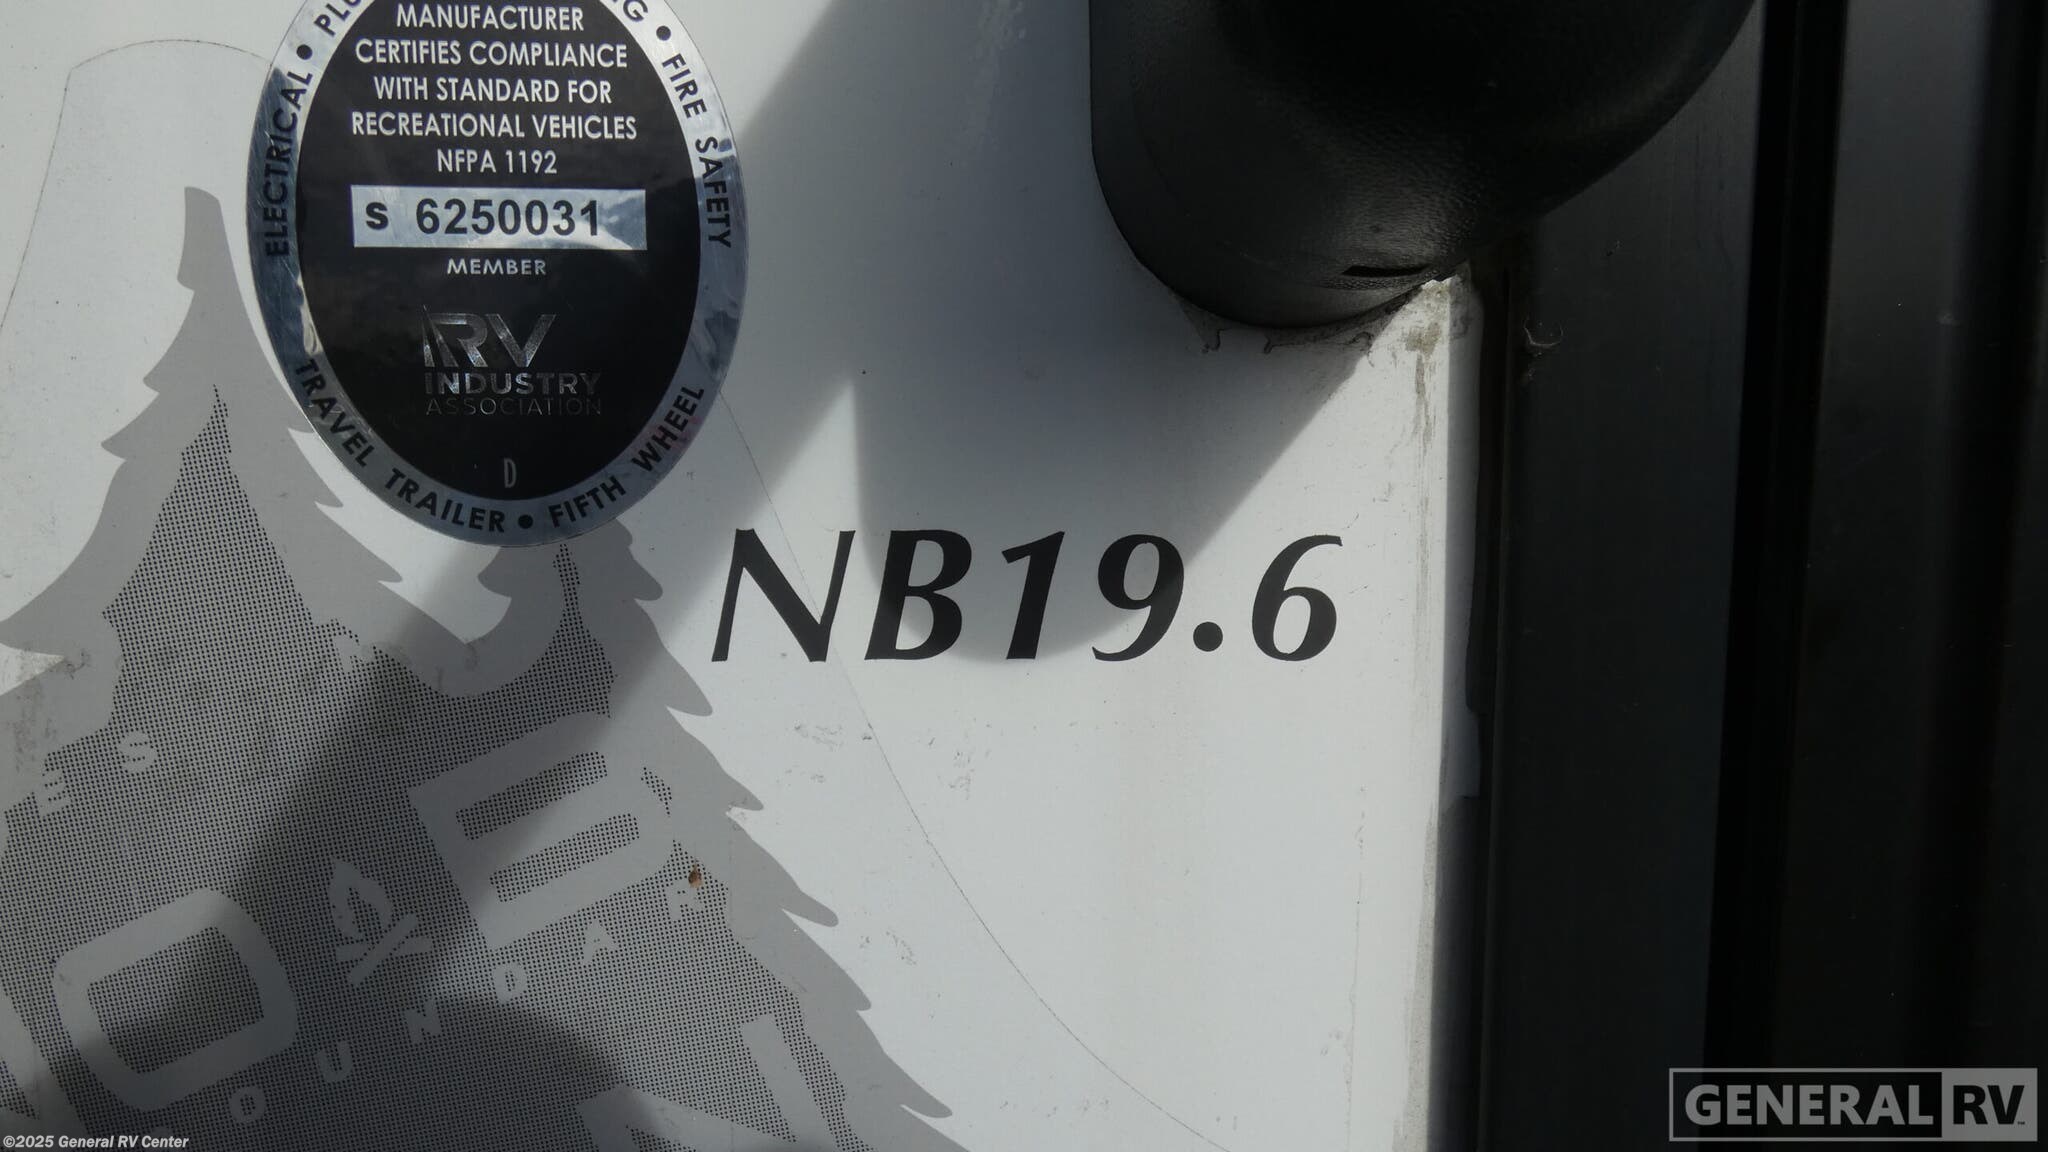 MANUFACTURER
CERTIFIES COMPLIANCE
WITH STANDARD FOR
RECREATIONAL VEHICLES
NFPA 1192
S 6250031
MEMBER
RV
INDUSTRY
ASSOCIATION
D
ELECTRICAL •
• FIRE SAFETY
TRAVEL TRAILER • FIFTH WHEEL
NB19.6
GENERAL RV
©2025 General RV Center